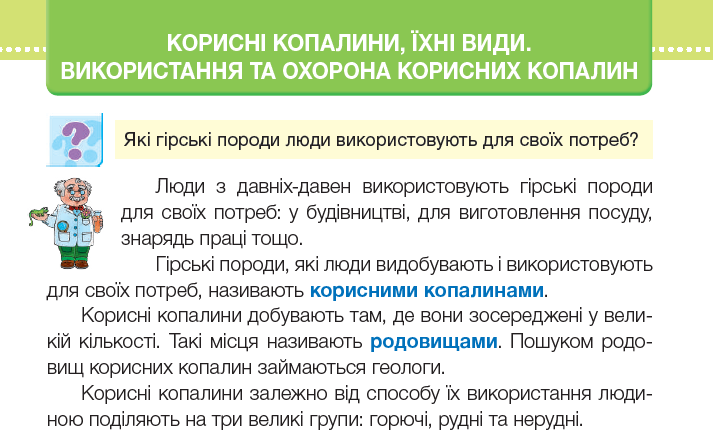 КОРИСНІ КОПАЛИНИ, ЇХНІ ВИДИ.
ВИКОРИСТАННЯ ТА ОХОРОНА КОРИСНИХ КОПАЛИН
Які гірські породи люди використовують для своїх потреб?
Люди з давніх-давен використовують гірські породи
для своїх потреб: у будівництві, для виготовлення посуду,
знарядь праці тощо.
Гірські породи, які люди видобувають і використовують
для своїх потреб, називають корисними копалинами.
Корисні копалини добувають там, де вони зосереджені у вели-
кій кількості. Такі місця називають родовищами. Пошуком родо-
вищ корисних копалин займаються геологи.
Корисні копалини залежно від способу їх використання люди-
ною поділяють на три великі групи: горючі, рудні та нерудні.